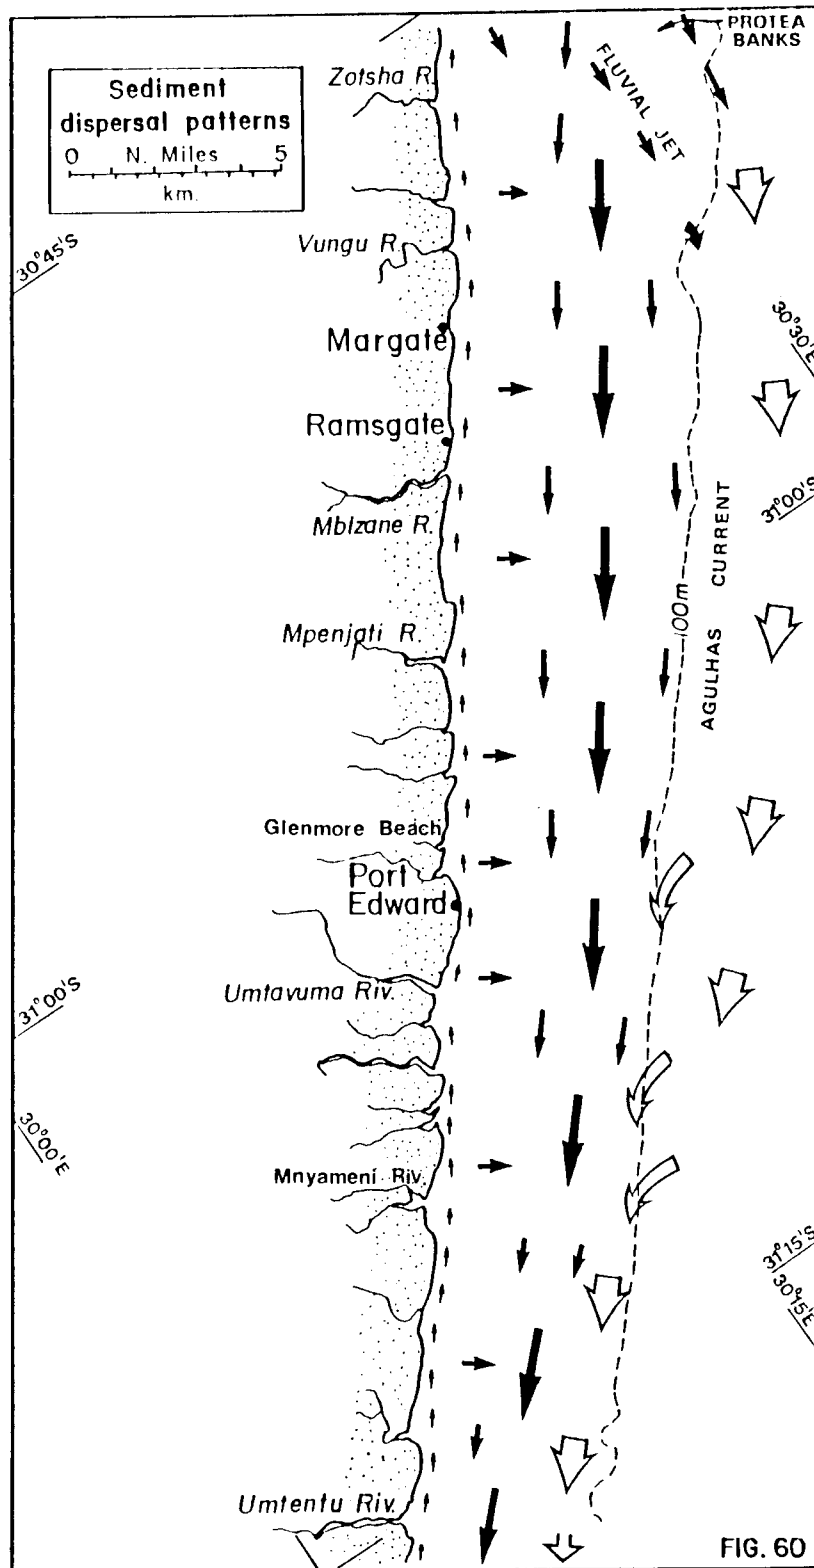 PROTEA
BANKS
Zotsha R.
FLUVIAL JET
Sediment
dispersal patterns
0 N. Miles 5
km.
Vungu R.
30°45'S
30°30'E
Margate
Ramsgate
31°00'S
Mbizane R.
AGULHAS CURRENT
100m
Mpenjati R.
Glenmore Beach
Port
Edward
Umtavuma Riv.
31°00'S
30°00'E
Mnyameni Riv.
31°15'S
30°15'E
Umtentu Riv.
FIG. 60